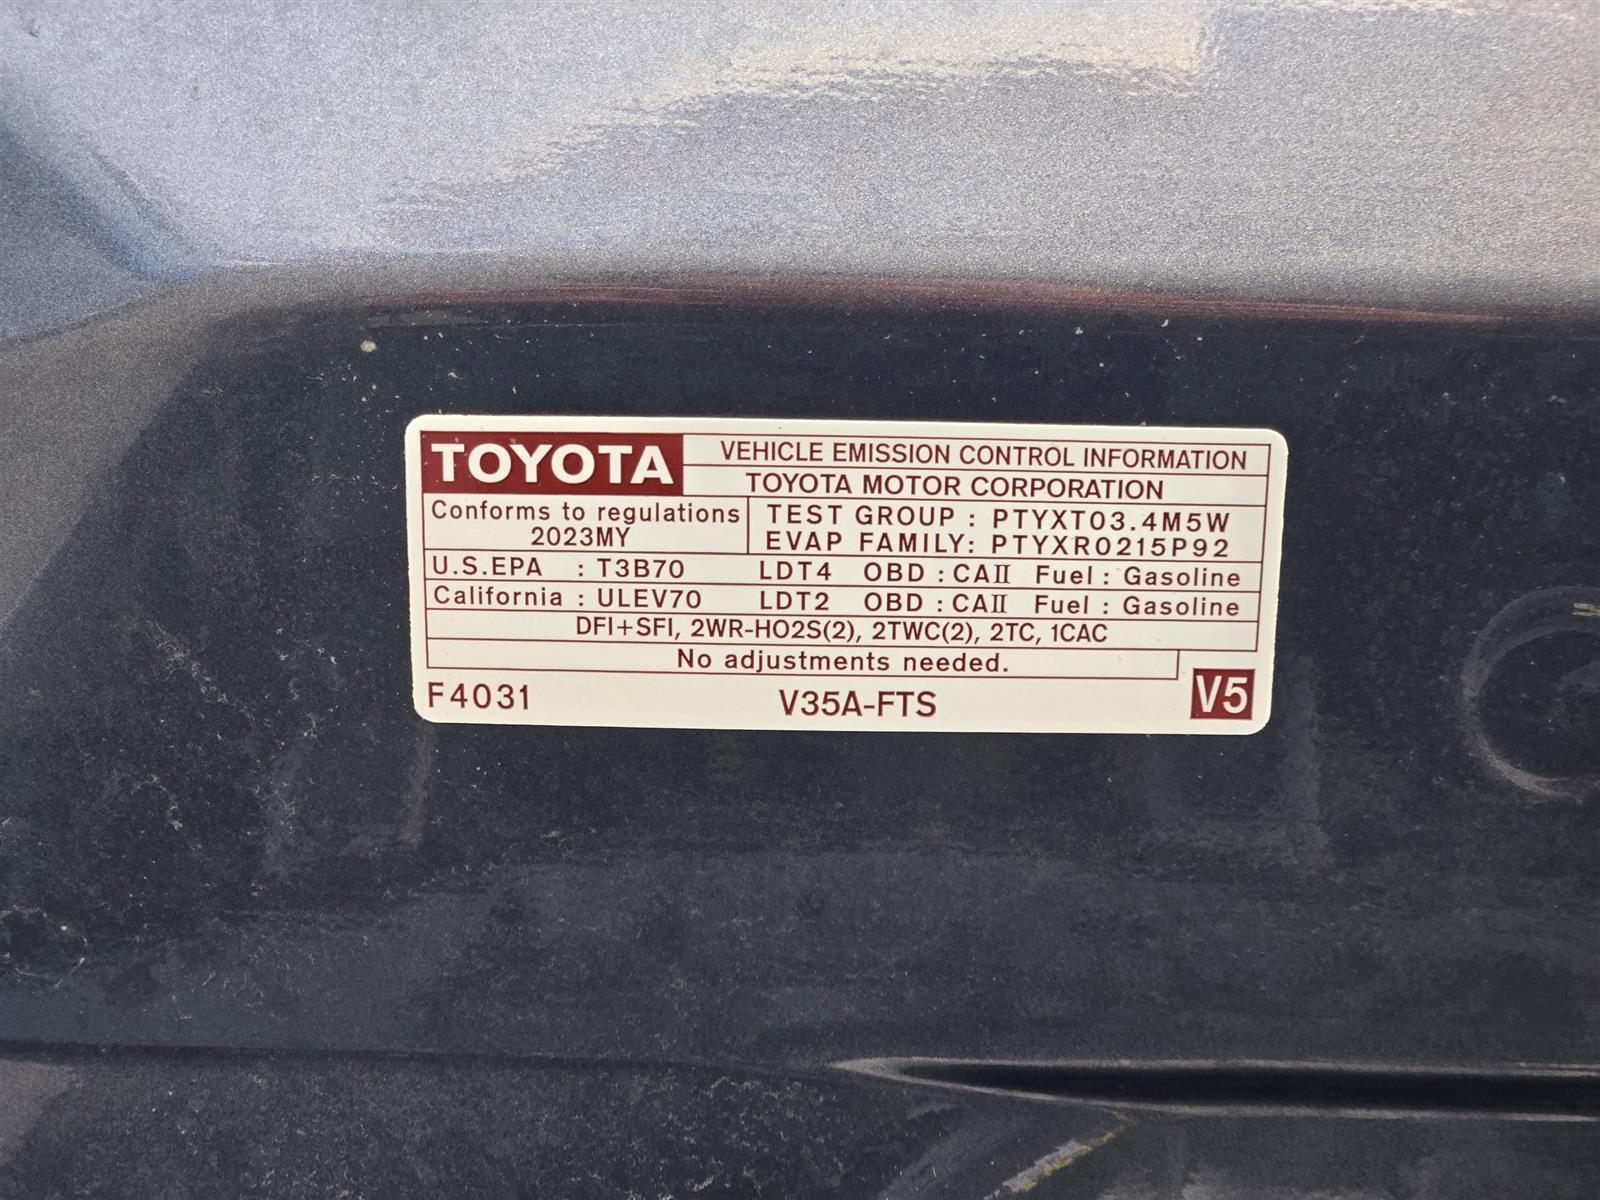 TOYOTA
VEHICLE EMISSION CONTROL INFORMATION
TOYOTA MOTOR CORPORATION
Conforms to regulations
2023MY
TEST GROUP : PTYXT03.4M5W
EVAP FAMILY: PTYXR0215P92
U.S.EPA : T3B70 LDT4 OBD : CAII Fuel : Gasoline
California : ULEV70 LDT2 OBD : CAII Fuel : Gasoline
DFI+SFI, 2WR-HO2S(2), 2TWC(2), 2TC, 1CAC
No adjustments needed.
F4031 V35A-FTS V5